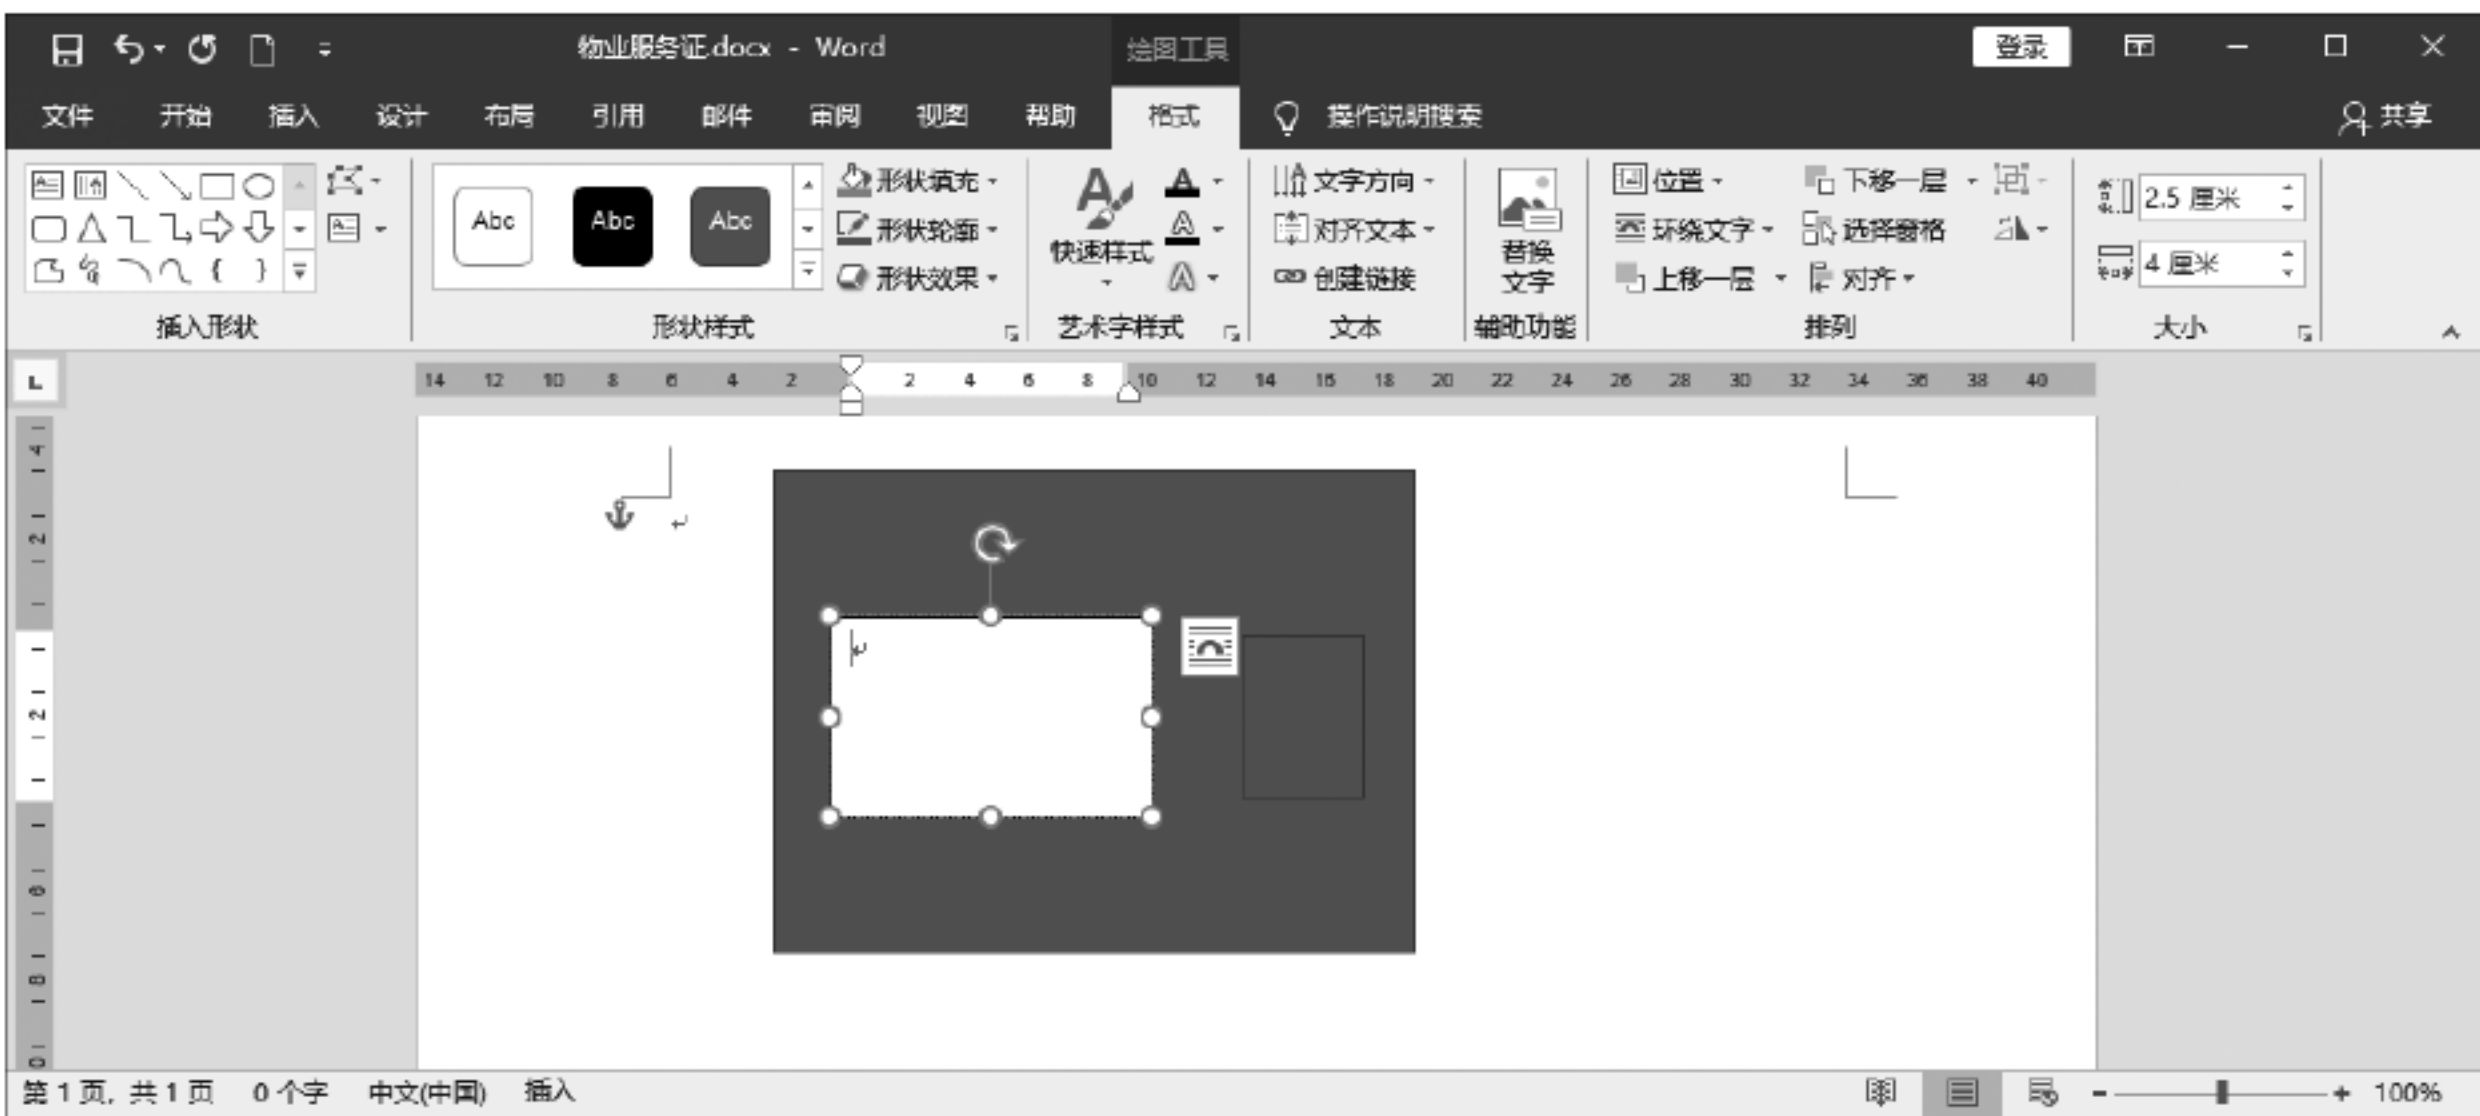 物业服务证.docx - Word
绘图工具
登录
文件 开始 插入 设计 布局 引用 邮件 审阅 视图 帮助 格式 操作说明搜索 共享
Abc Abc Abc
形状填充
形状轮廓
形状效果
快速样式
文字方向
对齐文本
创建链接
替换
文字
位置
环绕文字
上移一层
下移一层
选择窗格
对齐
2.5 厘米
4 厘米
插入形状 形状样式 艺术字样式 文本 辅助功能 排列 大小
L
14 12 10 8 6 4 2 2 4 6 8 10 12 14 16 18 20 22 24 26 28 30 32 34 36 38 40
4
2
2
6
8
第 1 页, 共 1 页 0 个字 中文(中国) 插入 100%